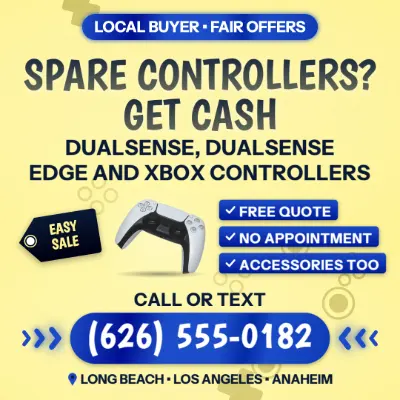 LOCAL BUYER • FAIR OFFERS
SPARE CONTROLLERS?
GET CASH
DUALSENSE, DUALSENSE
EDGE AND XBOX CONTROLLERS
EASY
SALE
FREE QUOTE
NO APPOINTMENT
ACCESSORIES TOO
CALL OR TEXT
(626) 555-0182
LONG BEACH • LOS ANGELES • ANAHEIM